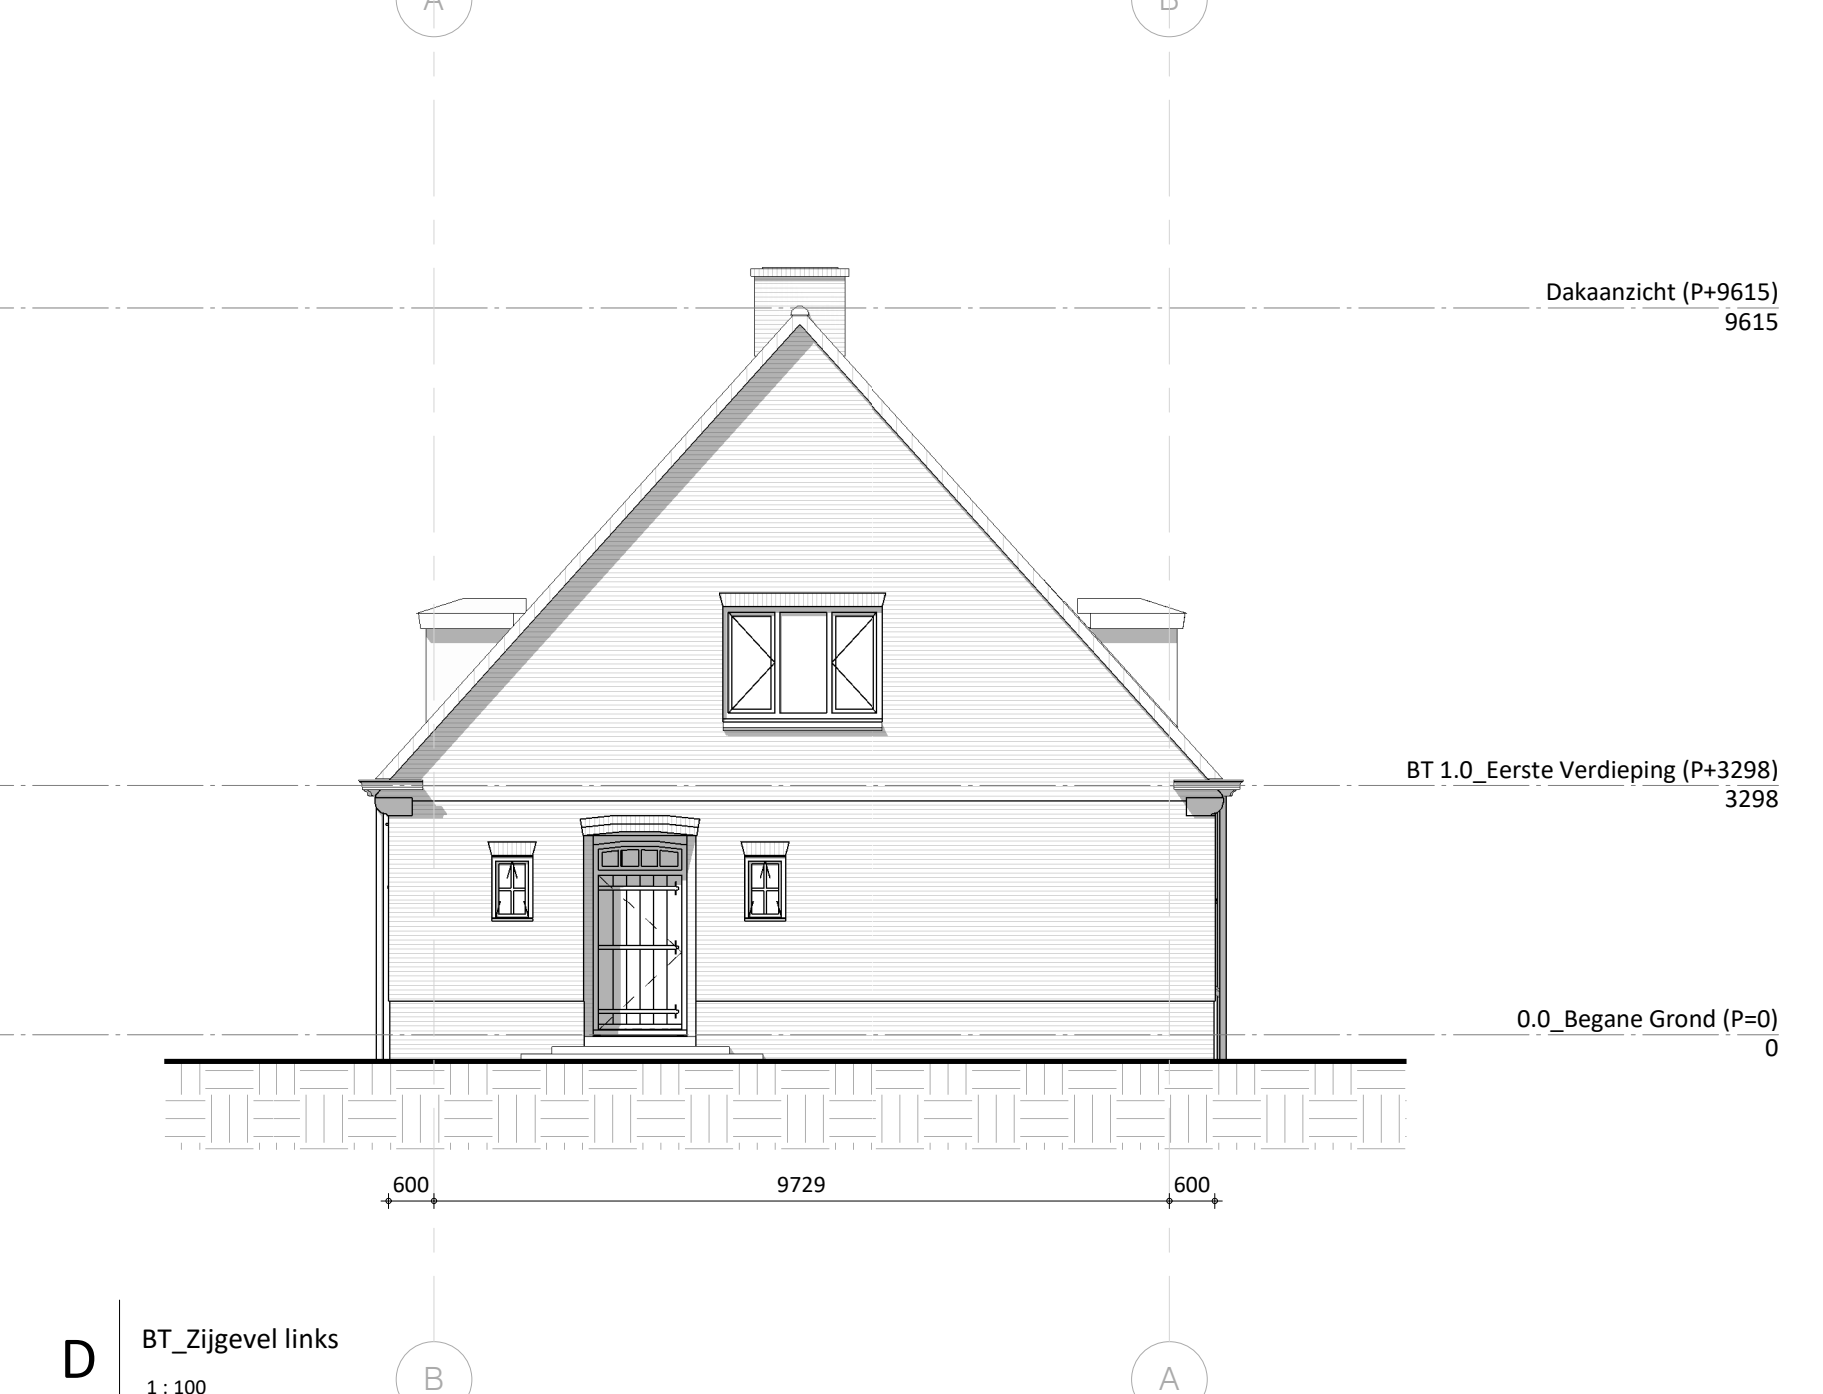 A
B
Dakaanzicht (P+9615)
9615
BT 1.0_Eerste Verdieping (P+3298)
3298
0.0_Begane Grond (P=0)
0
600
9729
600
D
BT_Zijgevel links
1 : 100
B
A